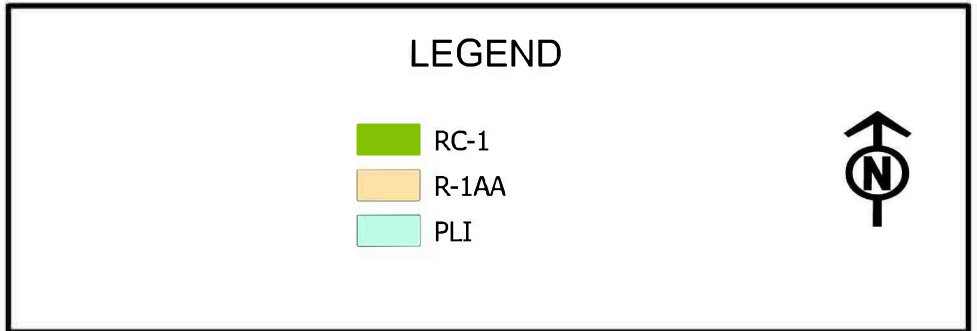 LEGEND
RC-1
R-1AA
N
PLI